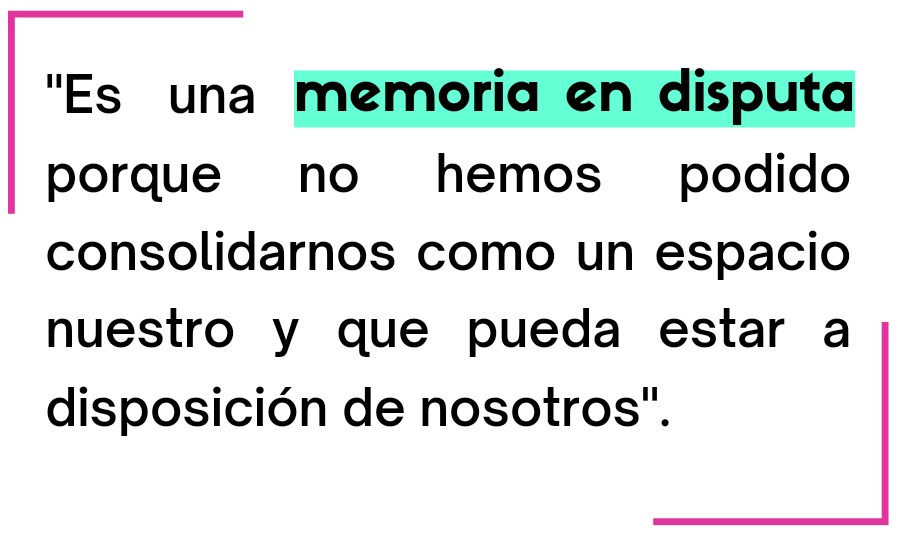 "Es una memoria en disputa
porque no hemos podido
consolidarnos como un espacio
nuestro y que pueda estar a
disposición de nosotros".